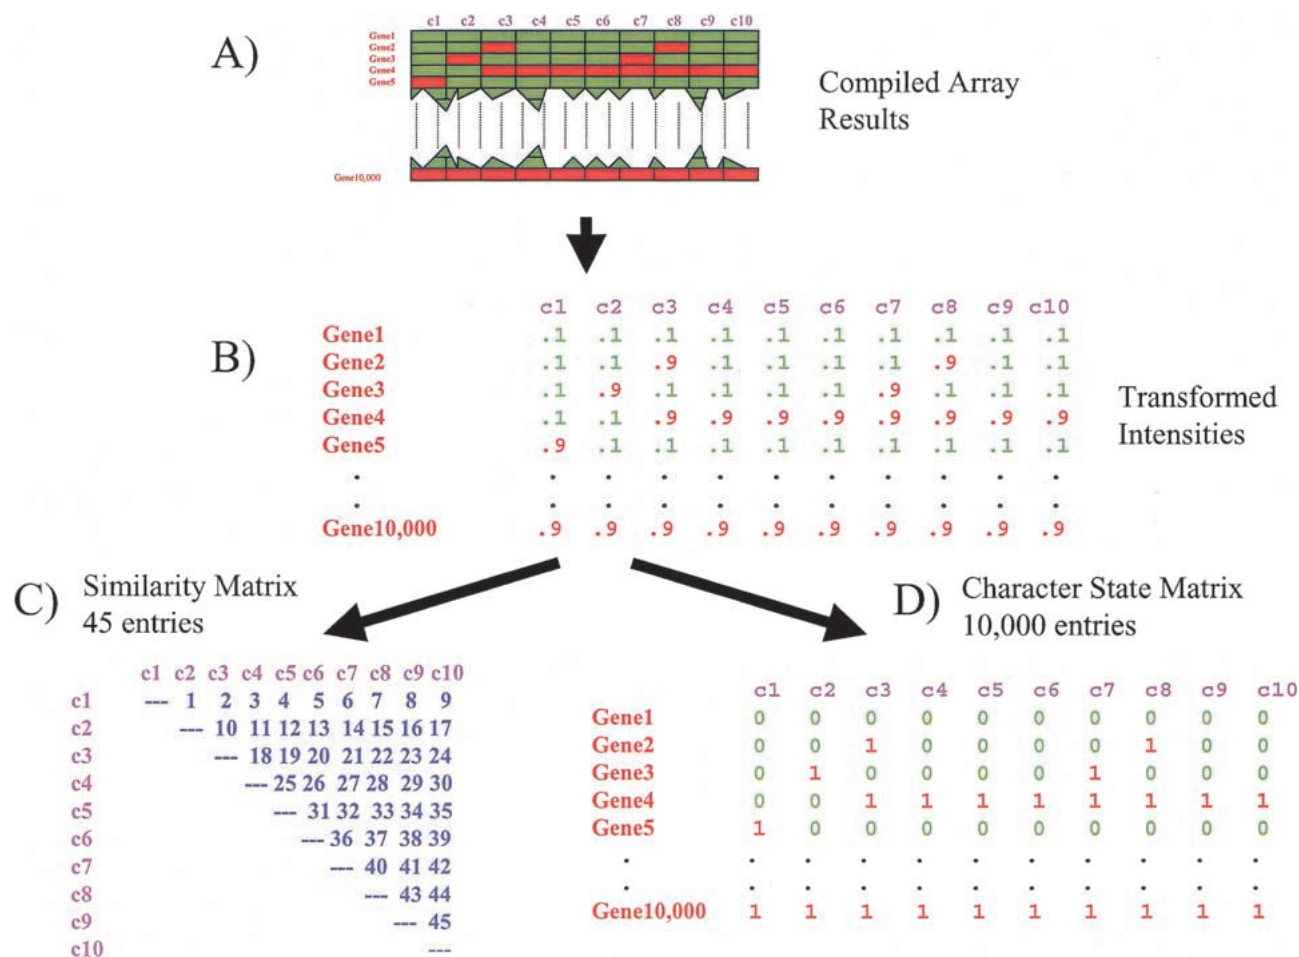 A)
c1 c2 c3 c4 c5 c6 c7 c8 c9 c10
Gene1
Gene2
Gene3
Gene4
Gene5
Gene10,000
Compiled Array
Results
B)
c1 c2 c3 c4 c5 c6 c7 c8 c9 c10
Gene1 .1 .1 .1 .1 .1 .1 .1 .1 .1 .1
Gene2 .1 .1 .9 .1 .1 .1 .1 .9 .1 .1
Gene3 .1 .9 .1 .1 .1 .1 .9 .1 .1 .1
Gene4 .1 .1 .9 .9 .9 .9 .9 .9 .9 .9
Gene5 .9 .1 .1 .1 .1 .1 .1 .1 .1 .1
. . . . . . . . . . .
. . . . . . . . . . .
Gene10,000 .9 .9 .9 .9 .9 .9 .9 .9 .9 .9
Transformed
Intensities
C)
Similarity Matrix
45 entries
c1 c2 c3 c4 c5 c6 c7 c8 c9 c10
c1 --- 1 2 3 4 5 6 7 8 9
c2 --- 10 11 12 13 14 15 16 17
c3 --- 18 19 20 21 22 23 24
c4 --- 25 26 27 28 29 30
c5 --- 31 32 33 34 35
c6 --- 36 37 38 39
c7 --- 40 41 42
c8 --- 43 44
c9 --- 45
c10 ---
D)
Character State Matrix
10,000 entries
c1 c2 c3 c4 c5 c6 c7 c8 c9 c10
Gene1 0 0 0 0 0 0 0 0 0 0
Gene2 0 0 1 0 0 0 0 1 0 0
Gene3 0 1 0 0 0 0 1 0 0 0
Gene4 0 0 1 1 1 1 1 1 1 1
Gene5 1 0 0 0 0 0 0 0 0 0
. . . . . . . . . . .
. . . . . . . . . . .
Gene10,000 1 1 1 1 1 1 1 1 1 1